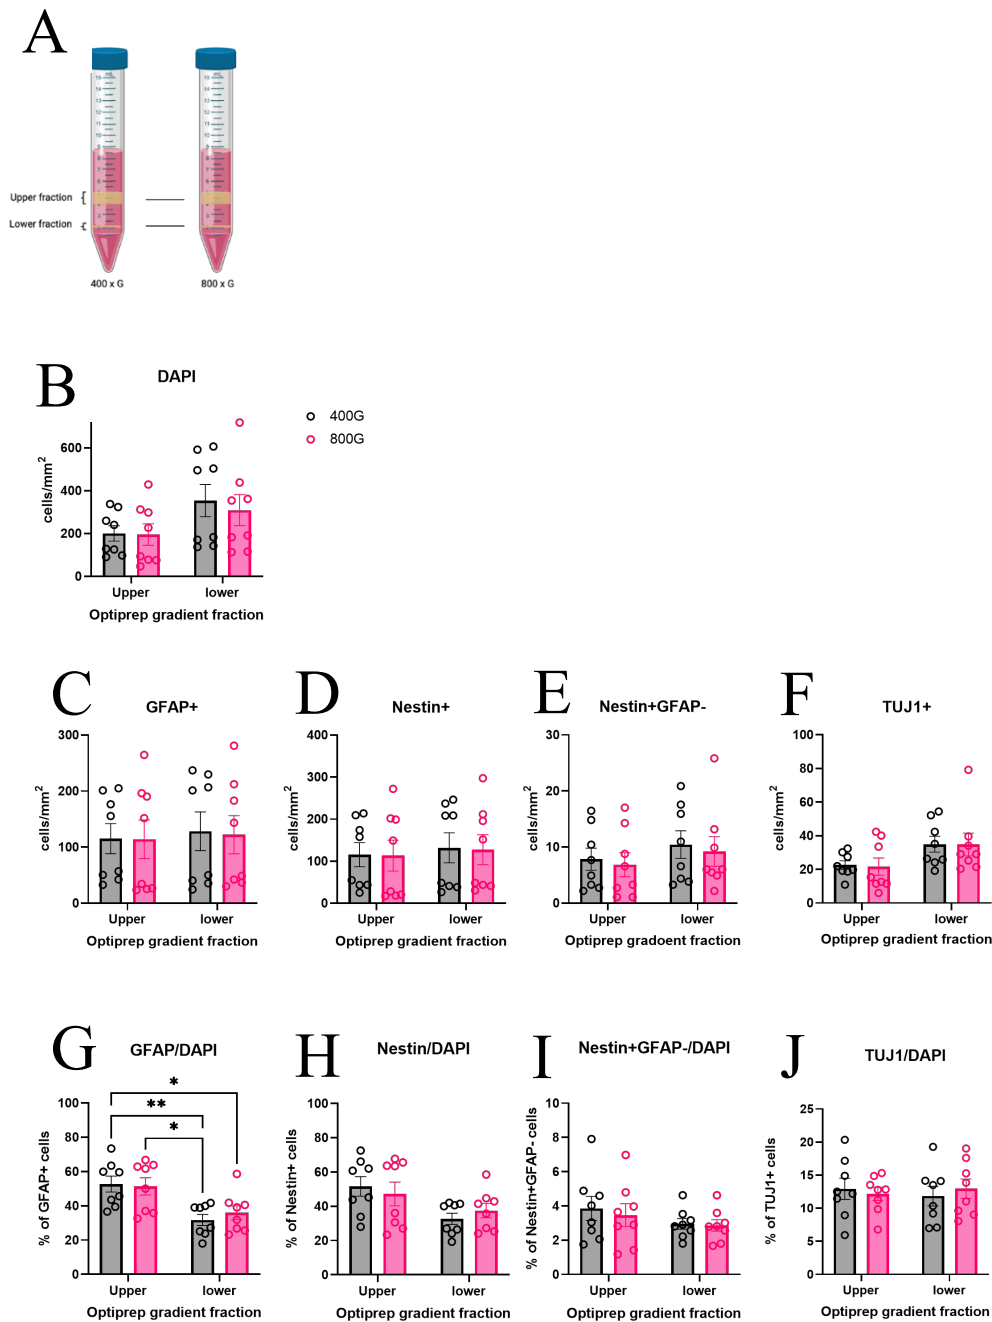 A
Upper fraction
Lower fraction
400 x G
800 x G
B
DAPI
400G
800G
cells/mm2
600
400
200
0
Upper
lower
Optiprep gradient fraction
C
GFAP+
cells/mm2
300
200
100
0
Upper
lower
Optiprep gradient fraction
D
Nestin+
cells/mm2
400
300
200
100
0
Upper
lower
Optiprep gradient fraction
E
Nestin+GFAP-
cells/mm2
30
20
10
0
Upper
lower
Optiprep gradoent fraction
F
TUJ1+
cells/mm2
100
80
60
40
20
0
Upper
lower
Optiprep gradient fraction
G
GFAP/DAPI
*
**
*
% of GFAP+ cells
100
80
60
40
20
0
Upper
lower
Optiprep gradient fraction
H
Nestin/DAPI
% of Nestin+ cells
100
80
60
40
20
0
Upper
lower
Optiprep gradient fraction
I
Nestin+GFAP-/DAPI
% of Nestin+GFAP- cells
10
8
6
4
2
0
Upper
lower
Optiprep gradient fraction
J
TUJ1/DAPI
% of TUJ1+ cells
25
20
15
10
5
0
Upper
lower
Optiprep gradient fraction